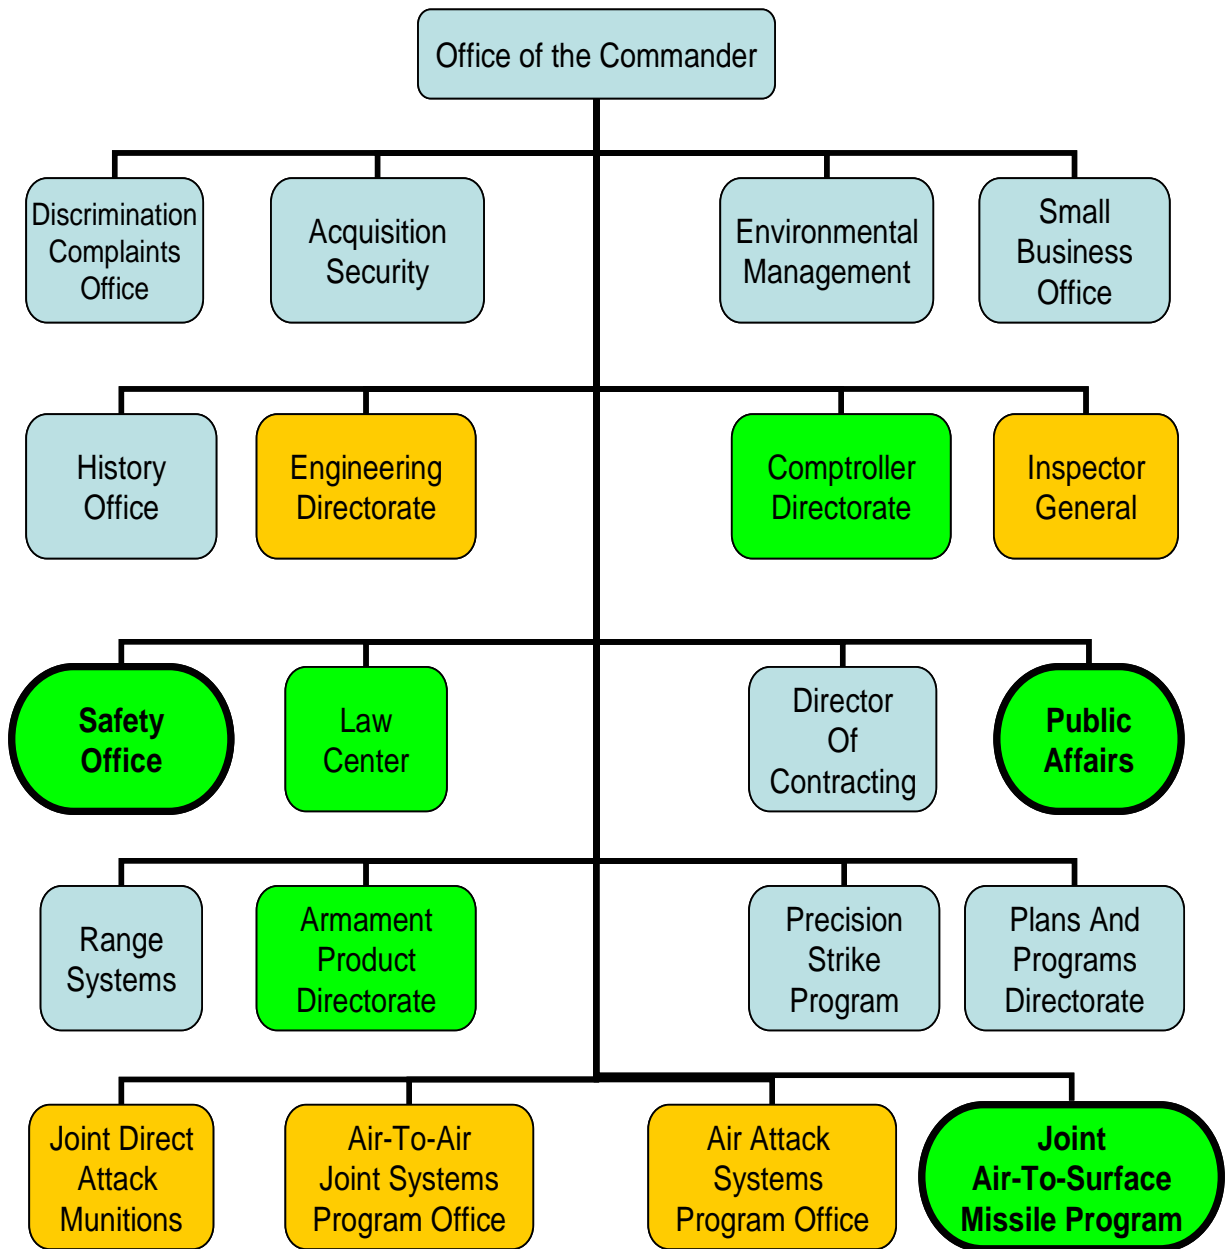 Office of the Commander
Discrimination
Complaints
Office
Acquisition
Security
Environmental
Management
Small
Business
Office
History
Office
Engineering
Directorate
Comptroller
Directorate
Inspector
General
Safety
Office
Law
Center
Director
Of
Contracting
Public
Affairs
Range
Systems
Armament
Product
Directorate
Precision
Strike
Program
Plans And
Programs
Directorate
Joint Direct
Attack
Munitions
Air-To-Air
Joint Systems
Program Office
Air Attack
Systems
Program Office
Joint
Air-To-Surface
Missile Program